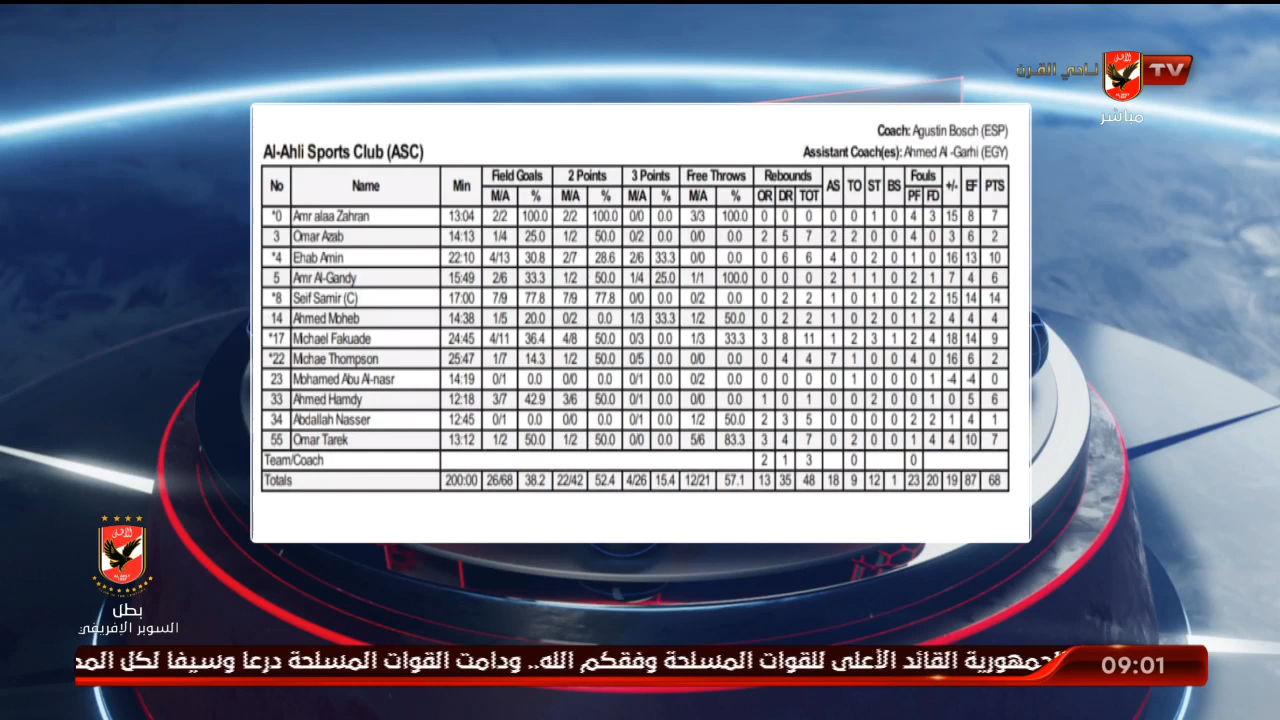 نادي القرن TV
مباشر
Coach: Agustin Bosch (ESP)
Al-Ahli Sports Club (ASC) Assistant Coach(es): Ahmed Al -Garhi (EGY)
No Name Min Field Goals 2 Points 3 Points Free Throws Rebounds AS TO ST BS Fouls +/- EF PTS
M/A % M/A % M/A % M/A % OR DR TOT PF FD
*0 Amr alaa Zahran 13:04 2/2 100.0 2/2 100.0 0/0 0.0 3/3 100.0 0 0 0 0 0 1 0 4 3 15 8 7
3 Omar Azab 14:13 1/4 25.0 1/2 50.0 0/2 0.0 0/0 0.0 2 5 7 2 2 0 0 4 0 3 6 2
*4 Ehab Amin 22:10 4/13 30.8 2/7 28.6 2/6 33.3 0/0 0.0 0 6 6 4 0 2 0 1 0 16 13 10
5 Amr Al-Gandy 15:49 2/6 33.3 1/2 50.0 1/4 25.0 1/1 100.0 0 0 0 2 1 1 0 2 1 7 4 6
*8 Seif Samir (C) 17:00 7/9 77.8 7/9 77.8 0/0 0.0 0/2 0.0 0 2 2 1 0 1 0 2 2 15 14 14
14 Ahmed Moheb 14:38 1/5 20.0 0/2 0.0 1/3 33.3 1/2 50.0 0 2 2 1 0 2 0 1 2 4 4 4
*17 Michael Fakuade 24:45 4/11 36.4 4/8 50.0 0/3 0.0 1/3 33.3 3 8 11 1 2 3 1 2 4 18 14 9
*22 Michae Thompson 25:47 1/7 14.3 1/2 50.0 0/5 0.0 0/0 0.0 0 4 4 7 1 0 0 4 0 16 6 2
23 Mohamed Abu Al-nasr 14:19 0/1 0.0 0/0 0.0 0/1 0.0 0/2 0.0 0 0 0 0 1 0 0 0 1 -4 -4 0
33 Ahmed Hamdy 12:18 3/7 42.9 3/6 50.0 0/1 0.0 0/0 0.0 1 0 1 0 0 2 0 0 1 0 5 6
34 Abdallah Nasser 12:45 0/1 0.0 0/0 0.0 0/1 0.0 1/2 50.0 2 3 5 0 0 0 0 2 2 1 4 1
55 Omar Tarek 13:12 1/2 50.0 1/2 50.0 0/0 0.0 5/6 83.3 3 4 7 0 2 0 0 1 4 4 10 7
Team/Coach 2 1 3 0 0
Totals 200:00 26/68 38.2 22/42 52.4 4/26 15.4 12/21 57.1 13 35 48 18 9 12 1 23 20 19 87 68
بطل
السوبر الإفريقي
الجمهورية القائد الأعلى للقوات المسلحة وفقكم الله.. ودامت القوات المسلحة درعا وسيفا لكل
09:01